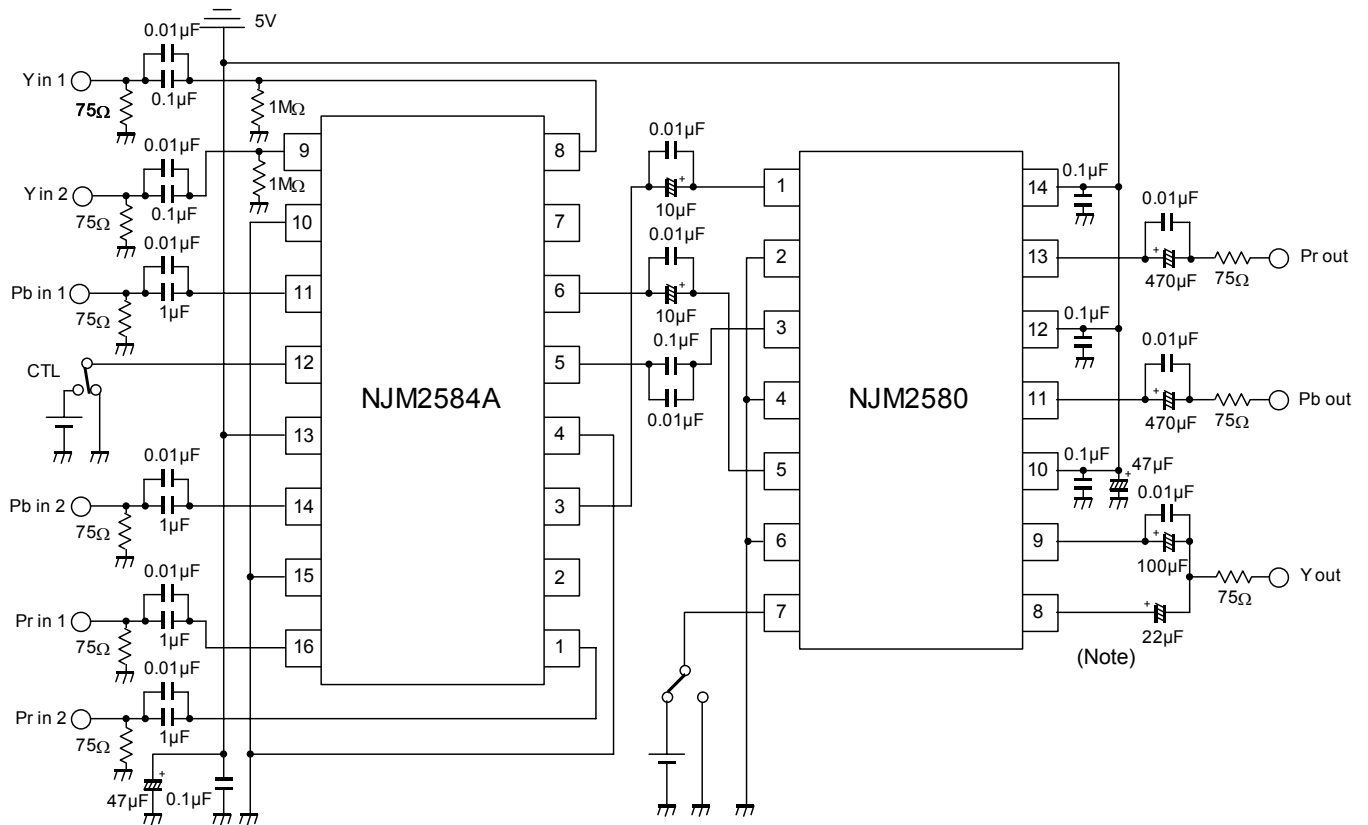 5V
0.01µF
Y in 1
75Ω
0.1µF
1MΩ
0.01µF
Y in 2
75Ω
0.1µF
1MΩ
0.01µF
Pb in 1
75Ω
1µF
CTL
0.01µF
Pb in 2
75Ω
1µF
0.01µF
Pr in 1
75Ω
1µF
0.01µF
Pr in 2
75Ω
1µF
47µF
+
0.1µF
NJM2584A
9
10
11
12
13
14
15
16
8
7
6
5
4
3
2
1
0.01µF
+
10µF
0.01µF
+
10µF
0.1µF
0.01µF
NJM2580
1
2
3
4
5
6
7
14
13
12
11
10
9
8
0.1µF
0.01µF
+
470µF
75Ω
Pr out
0.1µF
0.01µF
+
470µF
75Ω
Pb out
0.1µF
47µF
+
0.01µF
+
100µF
75Ω
Y out
+
22µF
(Note)